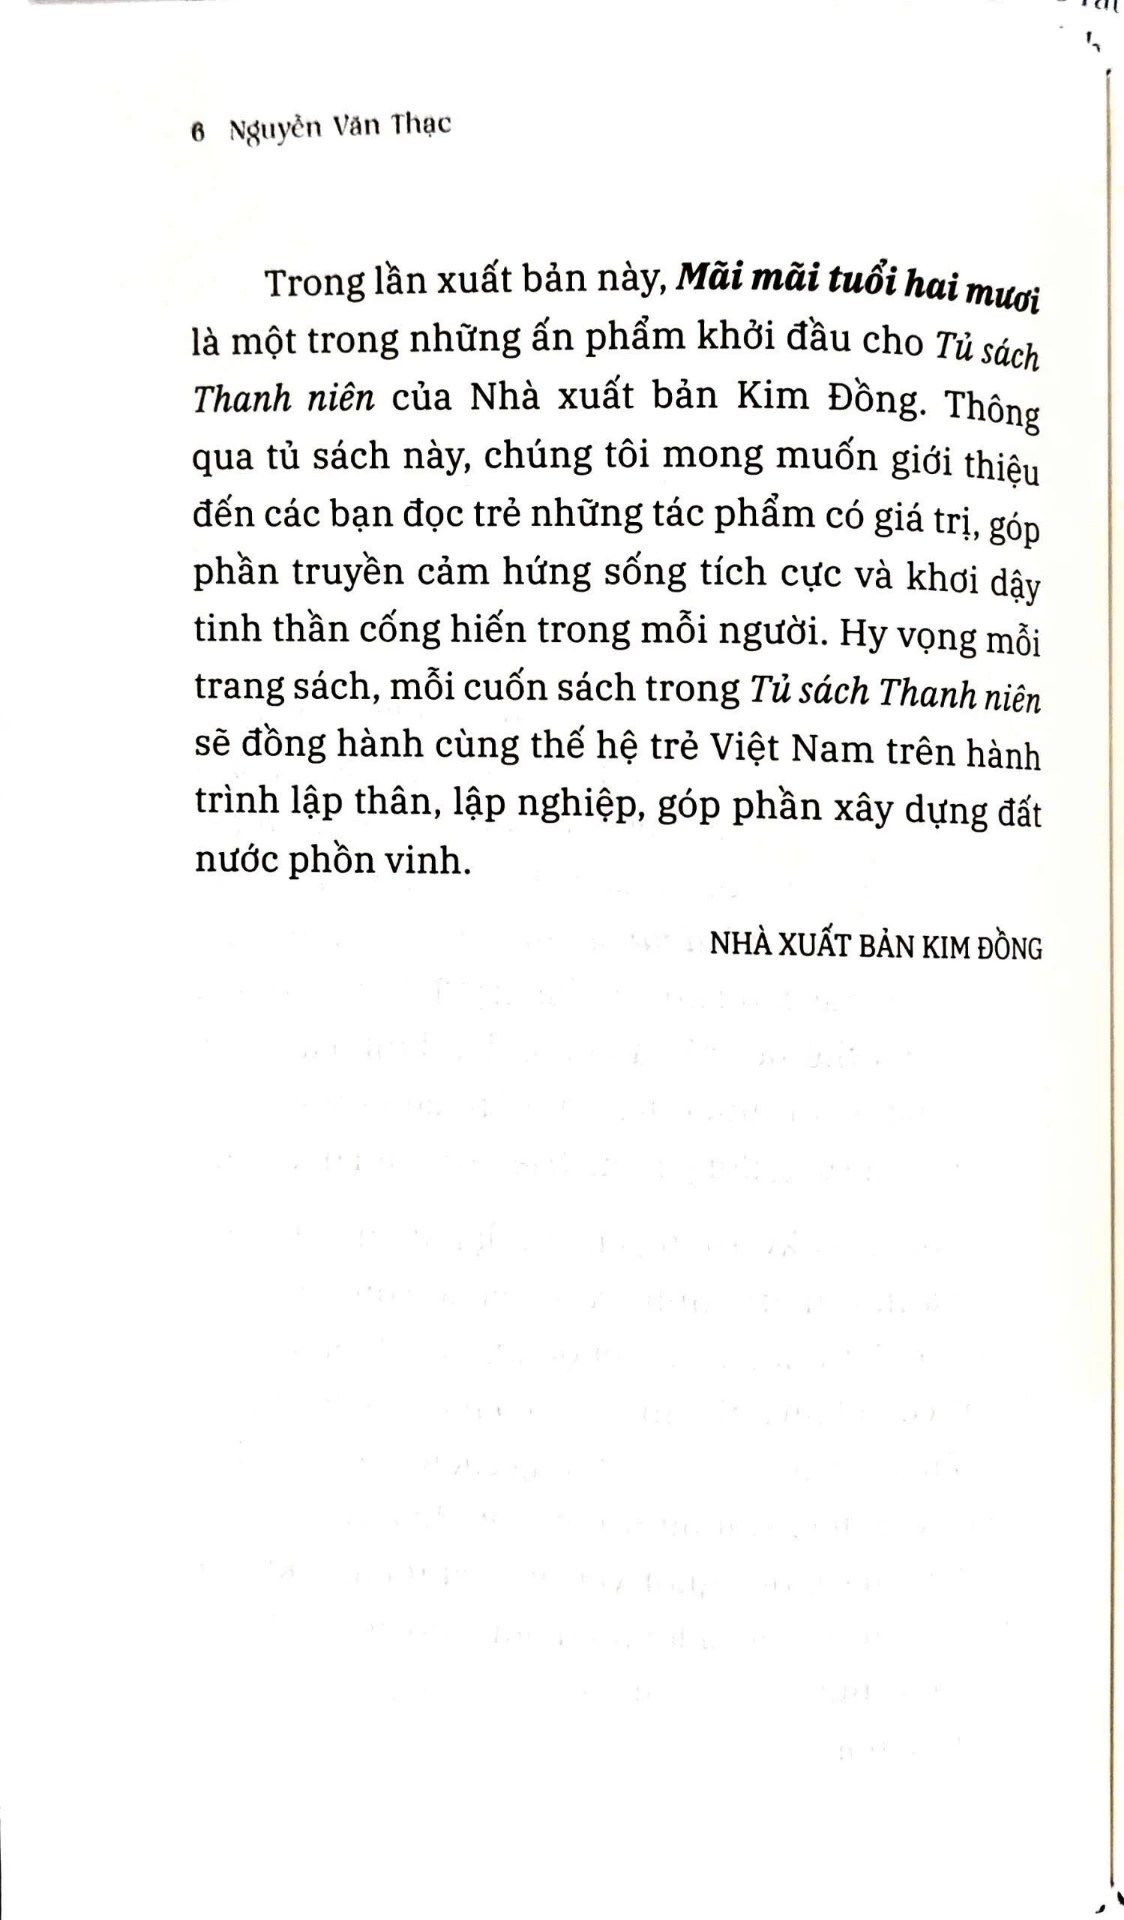 6 Nguyễn Văn Thạc
Trong lần xuất bản này, Mãi mãi tuổi hai mươi
là một trong những ấn phẩm khởi đầu cho Tủ sách
Thanh niên của Nhà xuất bản Kim Đồng. Thông
qua tủ sách này, chúng tôi mong muốn giới thiệu
đến các bạn đọc trẻ những tác phẩm có giá trị, góp
phần truyền cảm hứng sống tích cực và khơi dậy
tinh thần cống hiến trong mỗi người. Hy vọng mỗi
trang sách, mỗi cuốn sách trong Tủ sách Thanh niên
sẽ đồng hành cùng thế hệ trẻ Việt Nam trên hành
trình lập thân, lập nghiệp, góp phần xây dựng đất
nước phồn vinh.
NHÀ XUẤT BẢN KIM ĐỒNG